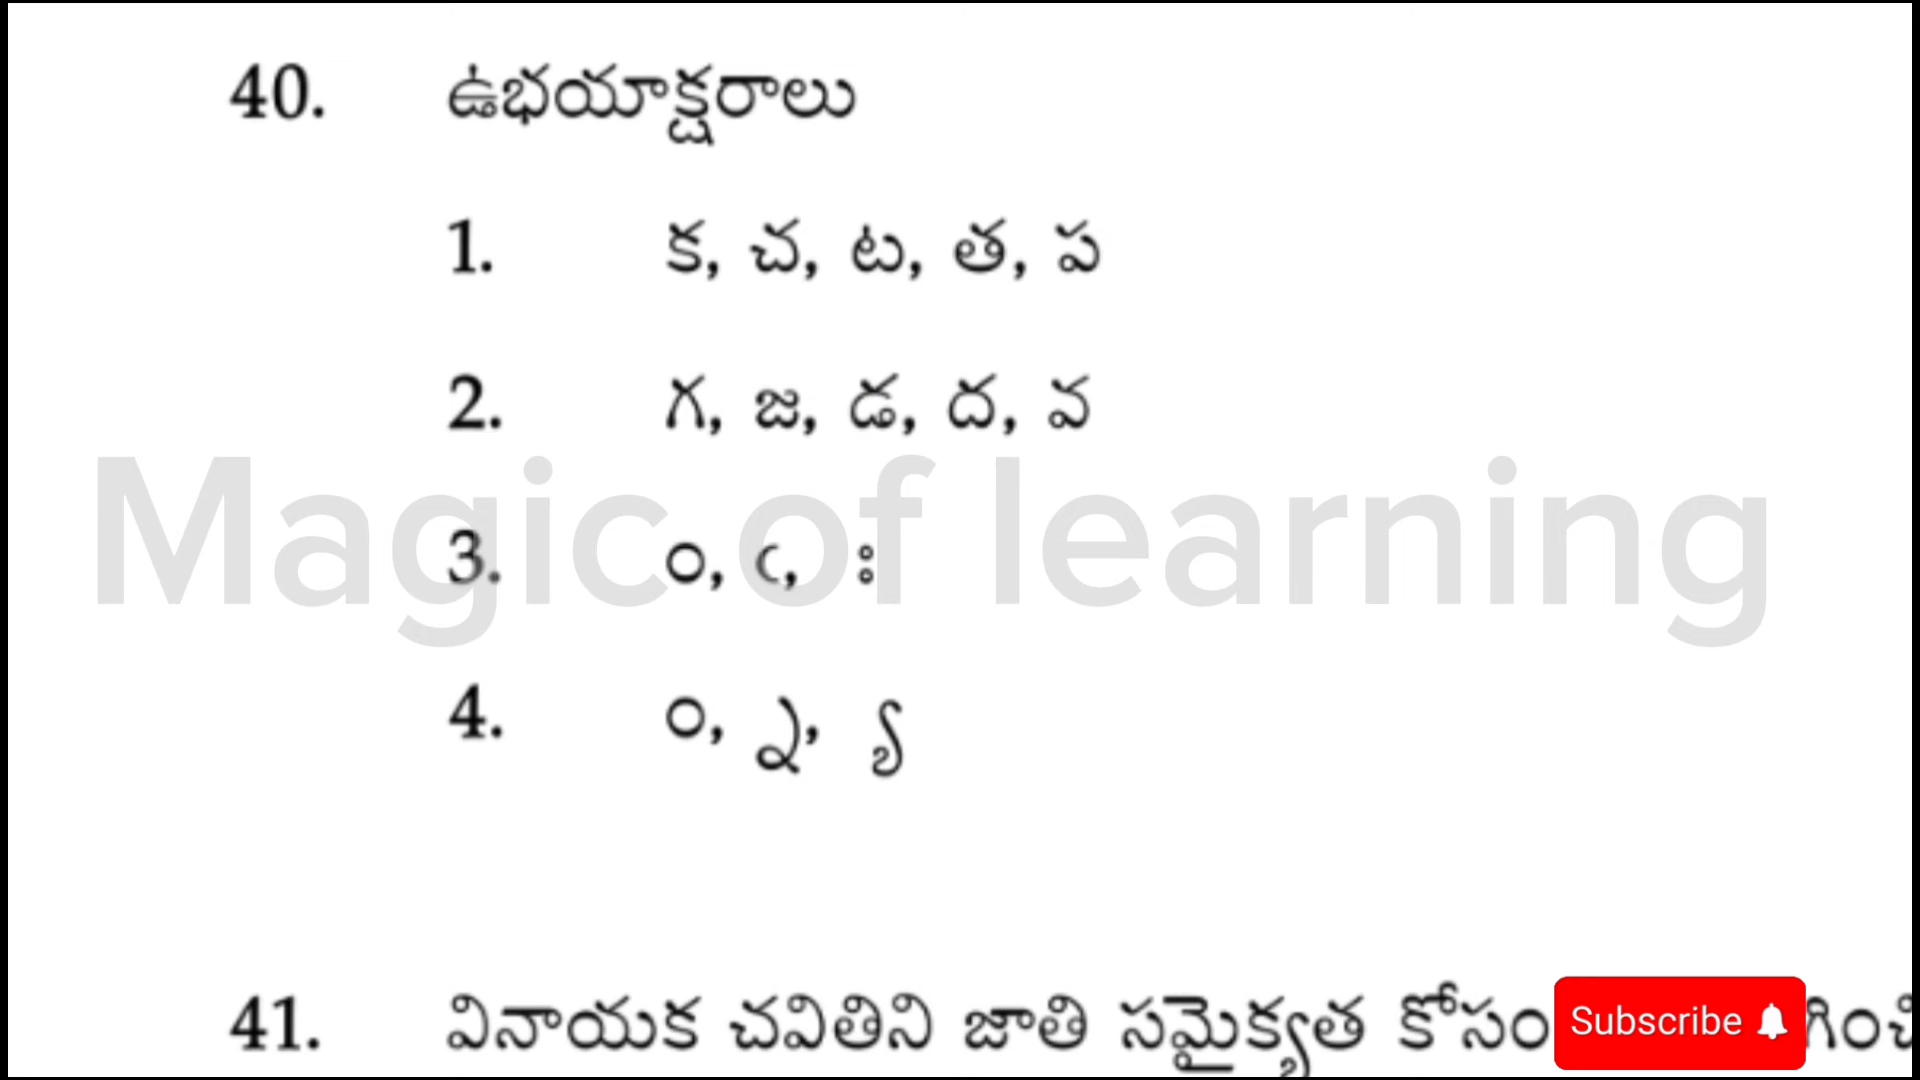 40. ఉభయాక్షరాలు
1. క, చ, ట, త, ప
2. గ, జ, డ, ద, వ
Magic of learning
3. ం, ఁ, ః
4. ం, ్న, ్య
41. వినాయక చవితిని జాతి సమైక్యత కోసం
Subscribe